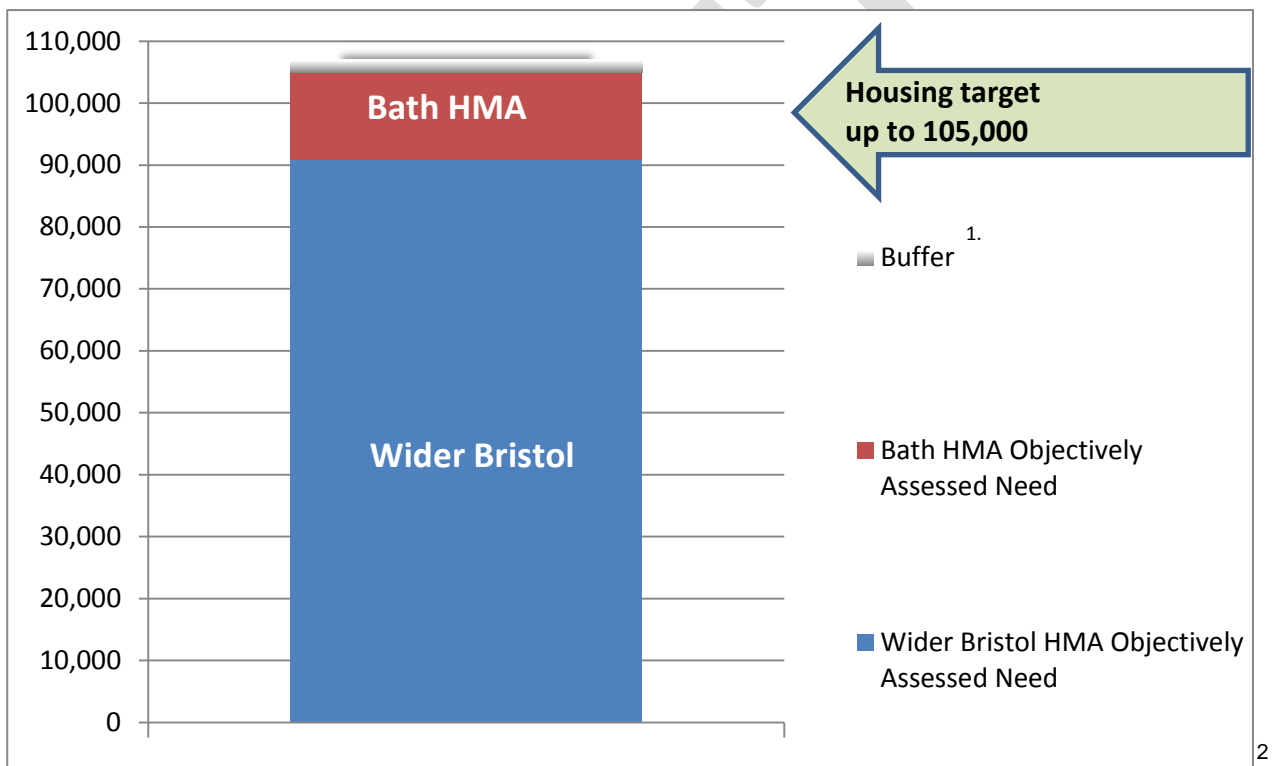 110,000
100,000
90,000
80,000
70,000
60,000
50,000
40,000
30,000
20,000
10,000
0
Bath HMA
Wider Bristol
Housing target
up to 105,000
Buffer 1.
Bath HMA Objectively
Assessed Need
Wider Bristol HMA Objectively
Assessed Need
2